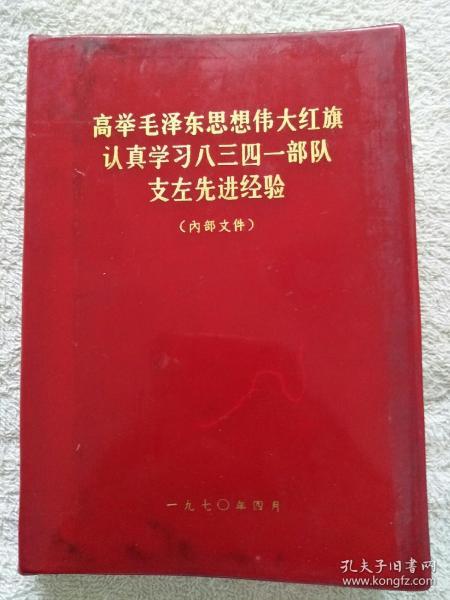 高举毛泽东思想伟大红旗
认真学习八三四一部队
支左先进经验
（内部文件）
一九七〇年四月
孔夫子旧书网
www.kongfz.com